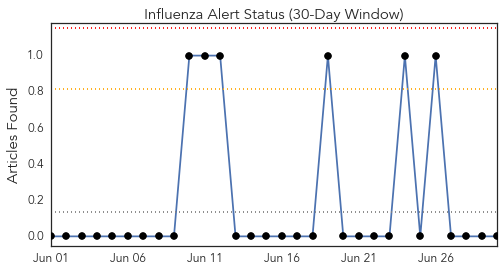 Influenza Alert Status (30-Day Window)
Articles Found
1.0
0.8
0.6
0.4
0.2
0.0
Jun 01 Jun 06 Jun 11 Jun 16 Jun 21 Jun 26